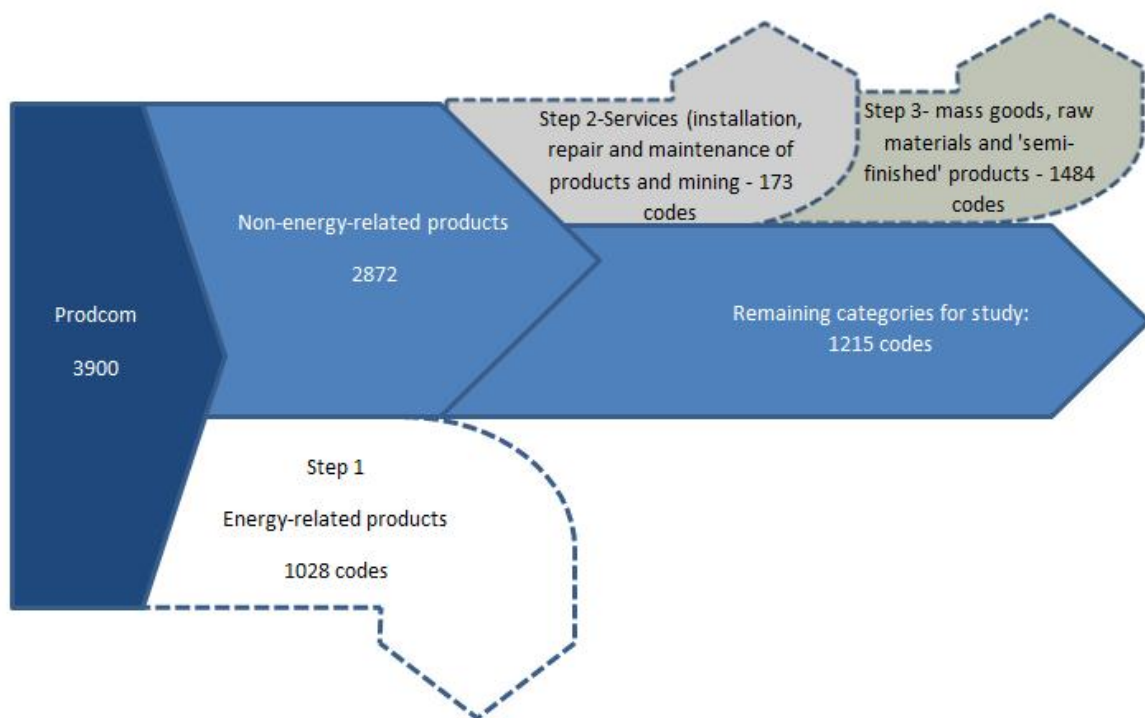 Prodcom
3900
Non-energy-related products
2872
Step 2-Services (installation,
repair and maintenance of
products and mining - 173
codes
Step 3- mass goods, raw
materials and 'semi-
finished' products - 1484
codes
Remaining categories for study:
1215 codes
Step 1
Energy-related products
1028 codes